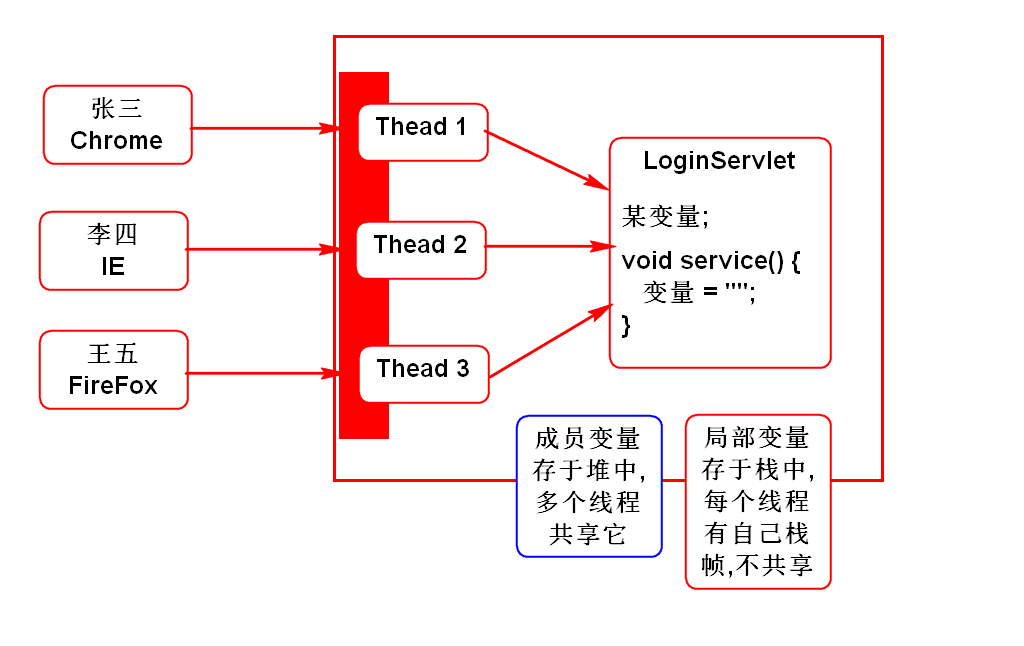 张三
Chrome
李四
IE
王五
FireFox
Thead 1
Thead 2
Thead 3
LoginServlet
某变量;
void service() {
变量 = "";
}
成员变量
存于堆中,
多个线程
共享它
局部变量
存于栈中,
每个线程
有自己栈
帧,不共享